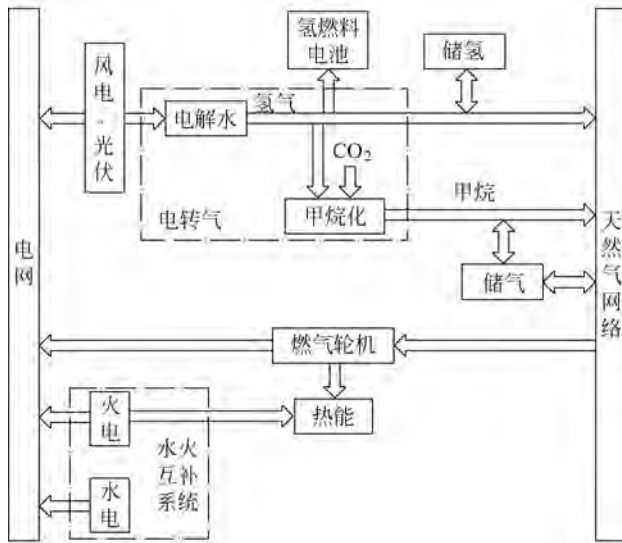 氢燃料
电池
储氢
风电-光伏
电解水
氢气
CO₂
甲烷化
甲烷
电转气
储气
电网
天然气网络
燃气轮机
热能
火电
水火
互补
系统
水电